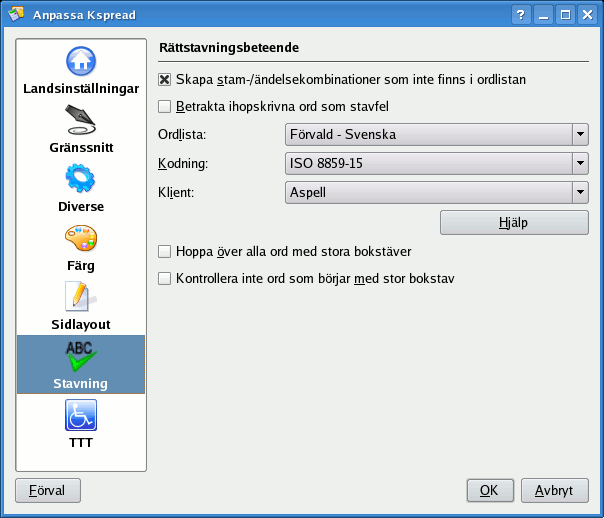 Anpassa Kspread
Landsinställningar
Gränssnitt
Diverse
Färg
Sidlayout
ABC
Stavning
TTT
Rättstavningsbeteende
Skapa stam-/ändelsekombinationer som inte finns i ordlistan
Betrakta ihopskrivna ord som stavfel
Ordlista: Förvald - Svenska
Kodning: ISO 8859-15
Klient: Aspell
Hjälp
Hoppa över alla ord med stora bokstäver
Kontrollera inte ord som börjar med stor bokstav
Förval OK Avbryt